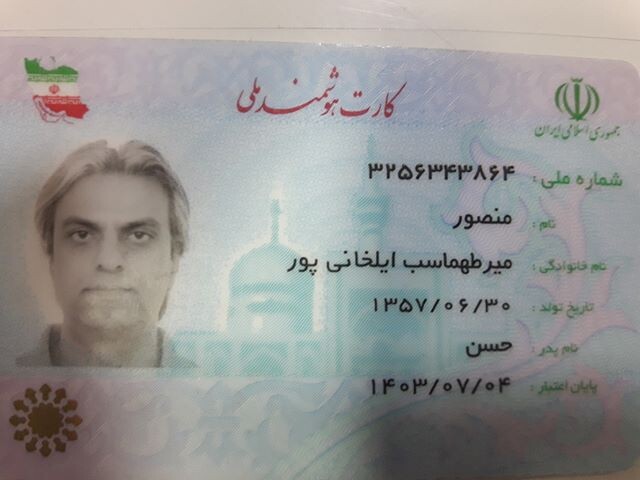 کارت هوشمند ملی
جمهوری اسلامی ایران
شماره ملی: ۳۲۵۶۳۴۳۸۶۴
نام: منصور
نام خانوادگی: میرطهماسب ایلخانی پور
تاریخ تولد: ۱۳۵۷/۰۶/۳۰
نام پدر: حسن
پایان اعتبار: ۱۴۰۳/۰۷/۰۴